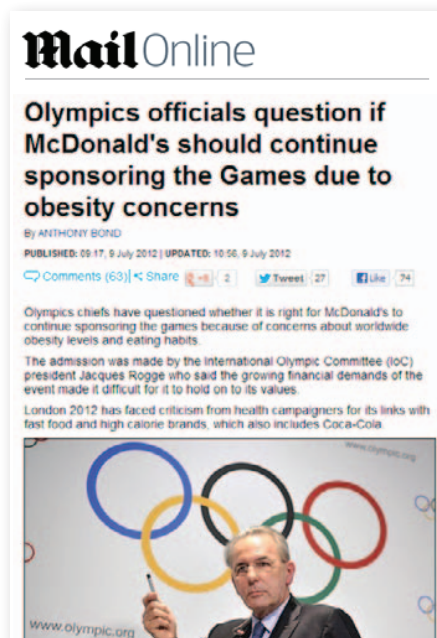 Mail Online
Olympics officials question if
McDonald's should continue
sponsoring the Games due to
obesity concerns
By ANTHONY BOND
PUBLISHED: 09:17, 9 July 2012 | UPDATED: 10:56, 9 July 2012
Comments (63) Share +8 2 Tweet 27 Like 74
Olympics chiefs have questioned whether it is right for McDonald's to
continue sponsoring the games because of concerns about worldwide
obesity levels and eating habits.
The admission was made by the International Olympic Committee (IoC)
president Jacques Rogge who said the growing financial demands of the
event made it difficult for it to hold on to its values.
London 2012 has faced criticism from health campaigners for its links with
fast food and high calorie brands, which also includes Coca-Cola.
www.olympic.org
www.olympic.org